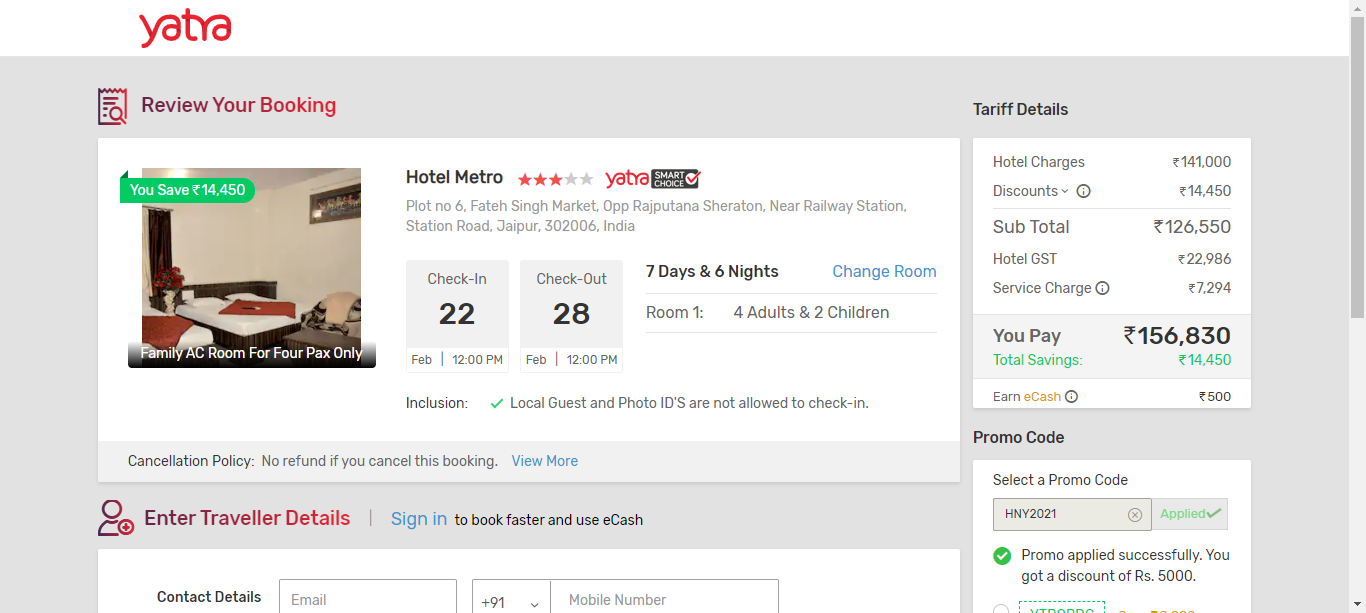 yatra
Review Your Booking
You Save ₹14,450
Family AC Room For Four Pax Only
Hotel Metro
yatra SMART CHOICE
Plot no 6, Fateh Singh Market, Opp Rajputana Sheraton, Near Railway Station,
Station Road, Jaipur, 302006, India
Check-In
22
Feb | 12:00 PM
Check-Out
28
Feb | 12:00 PM
7 Days & 6 Nights Change Room
Room 1: 4 Adults & 2 Children
Inclusion: Local Guest and Photo ID'S are not allowed to check-in.
Cancellation Policy: No refund if you cancel this booking. View More
Enter Traveller Details | Sign in to book faster and use eCash
Contact Details Email +91 Mobile Number
Tariff Details
Hotel Charges ₹141,000
Discounts ₹14,450
Sub Total ₹126,550
Hotel GST ₹22,986
Service Charge ₹7,294
You Pay ₹156,830
Total Savings: ₹14,450
Earn eCash ₹500
Promo Code
Select a Promo Code
HNY2021 Applied
Promo applied successfully. You
got a discount of Rs. 5000.